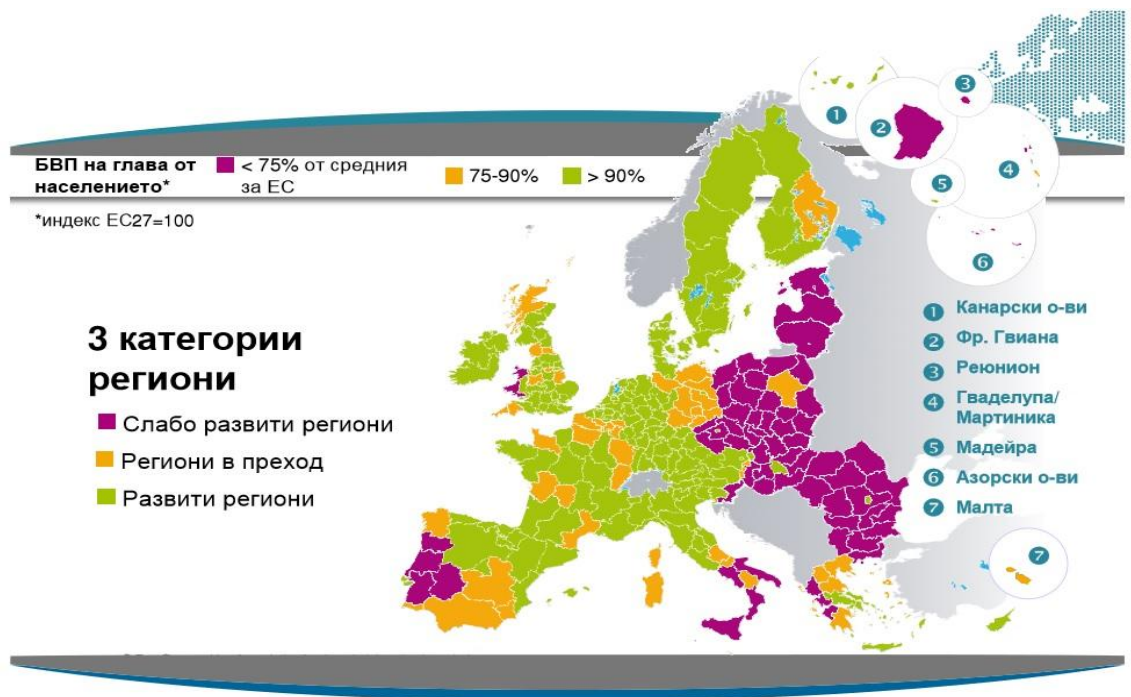 БВП на глава от
населението*
< 75% от средния
за ЕС
75-90%
> 90%
*индекс ЕС27=100
3 категории
региони
Слабо развити региони
Региони в преход
Развити региони
1
2
3
4
5
6
7
1 Канарски о-ви
2 Фр. Гвиана
3 Реюнион
4 Гваделупа/
Мартиника
5 Мадейра
6 Азорски о-ви
7 Малта